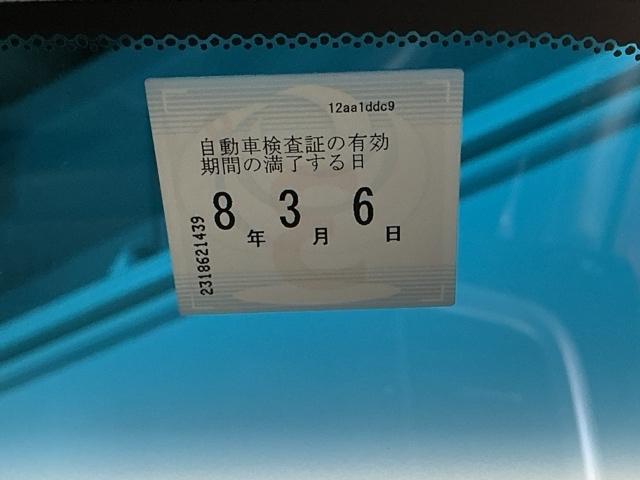 12aa1ddc9
自動車検査証の有効
期間の満了する日
8年3月6日
2318621439